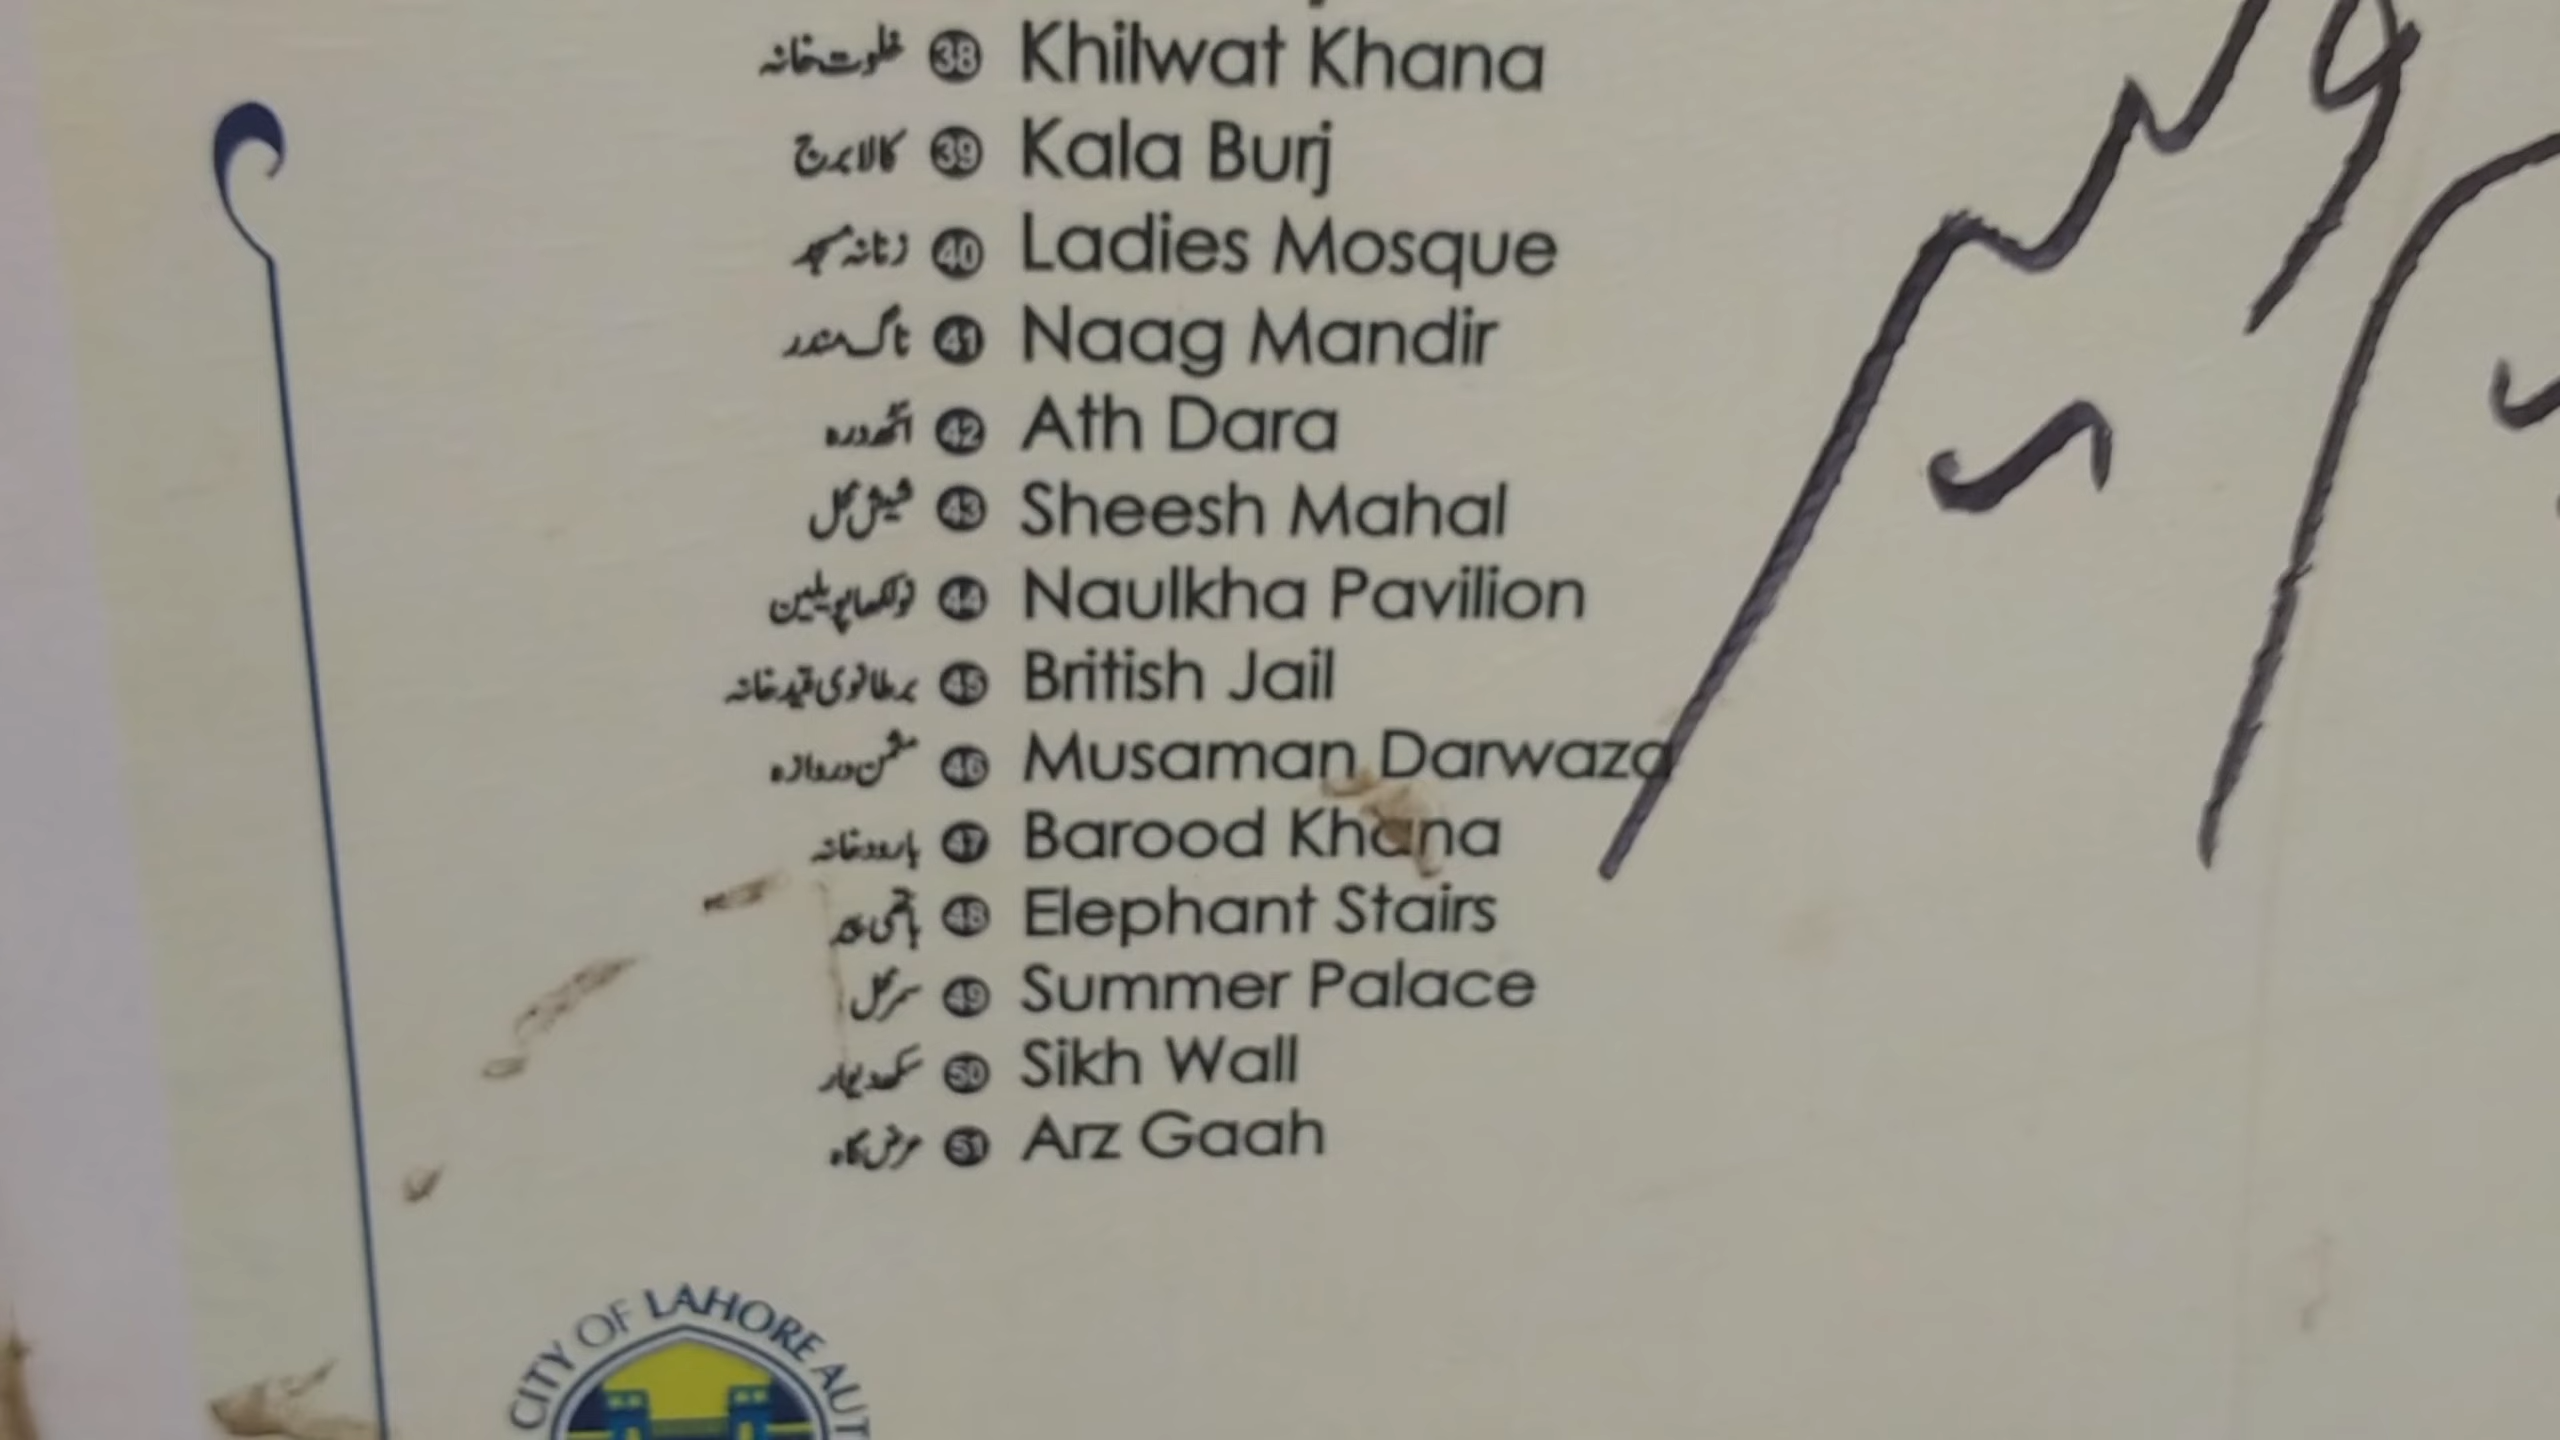 خلوت خانہ 38 Khilwat Khana
کالا برج 39 Kala Burj
زنانہ مسجد 40 Ladies Mosque
ناگ مندر 41 Naag Mandir
اٹھ درہ 42 Ath Dara
شیش محل 43 Sheesh Mahal
نولکھا پویلین 44 Naulkha Pavilion
برطانوی قید خانہ 45 British Jail
مثمن دروازہ 46 Musaman Darwaza
بارود خانہ 47 Barood Khana
ہاتھی 48 Elephant Stairs
سمر محل 49 Summer Palace
سکھ دیوار 50 Sikh Wall
عرض گاہ 51 Arz Gaah
CITY OF LAHORE AUT